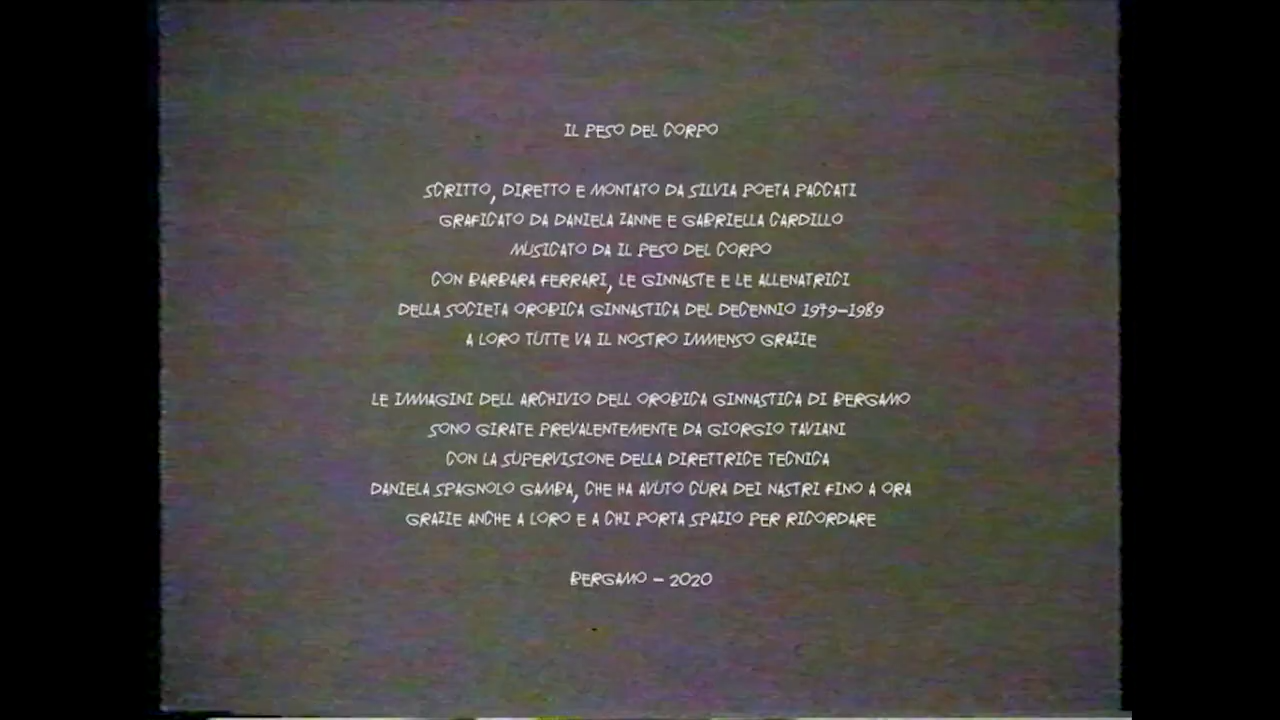 IL PESO DEL CORPO
SCRITTO, DIRETTO E MONTATO DA SILVIA POETA PACCATI
GRAFICATO DA DANIELA ZANNE E GABRIELLA CARDILLO
MUSICATO DA IL PESO DEL CORPO
CON BARBARA FERRARI, LE GINNASTE E LE ALLENATRICI
DELLA SOCIETA OROBICA GINNASTICA DEL DECENNIO 1979-1989
A LORO TUTTE VA IL NOSTRO IMMENSO GRAZIE
LE IMMAGINI DELL ARCHIVIO DELL OROBICA GINNASTICA DI BERGAMO
SONO GIRATE PREVALENTEMENTE DA GIORGIO TAVIANI
CON LA SUPERVISIONE DELLA DIRETTRICE TECNICA
DANIELA SPAGNOLO GAMBA, CHE HA AVUTO CURA DEI NASTRI FINO A ORA
GRAZIE ANCHE A LORO E A CHI PORTA SPAZIO PER RICORDARE
BERGAMO - 2020